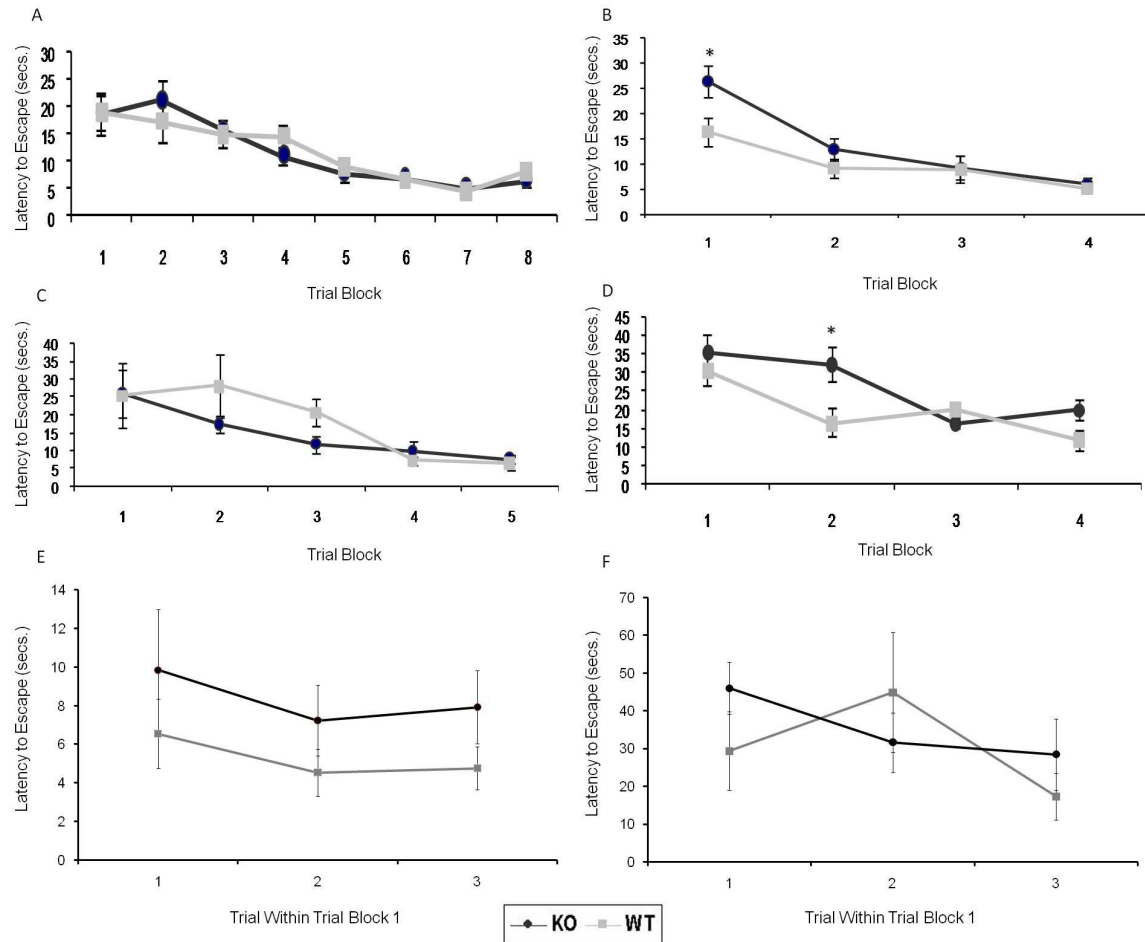 A
Latency to Escape (secs.)
30
25
20
15
10
5
0
1 2 3 4 5 6 7 8
Trial Block
B
*
Latency to Escape (secs.)
35
30
25
20
15
10
5
0
1 2 3 4
Trial Block
C
Latency to Escape (secs.)
40
35
30
25
20
15
10
5
0
1 2 3 4 5
Trial Block
D
*
Latency to Escape (secs.)
45
40
35
30
25
20
15
10
5
0
1 2 3 4
Trial Block
E
Latency to Escape (secs.)
14
12
10
8
6
4
2
0
1 2 3
Trial Within Trial Block 1
F
Latency to Escape (secs.)
70
60
50
40
30
20
10
0
1 2 3
Trial Within Trial Block 1
KO WT